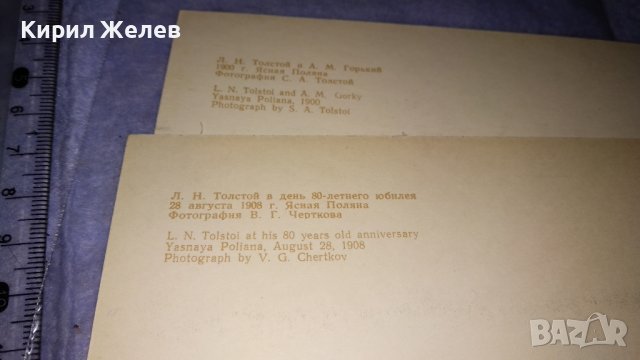 Кирил Желев
Л. Н. Толстой и А. М. Горький
1900 г. Ясная Поляна
Фотография С. А. Толстой
L. N. Tolstoi and A. M. Gorky
Yasnaya Poljana, 1900
Photograph by S. A. Tolstoi
Л. Н. Толстой в день 80-летнего юбилея
28 августа 1908 г. Ясная Поляна
Фотография В. Г. Черткова
L. N. Tolstoi at his 80 years old anniversary
Yasnaya Poljana, August 28, 1908
Photograph by V. G. Chertkov
BAZAR